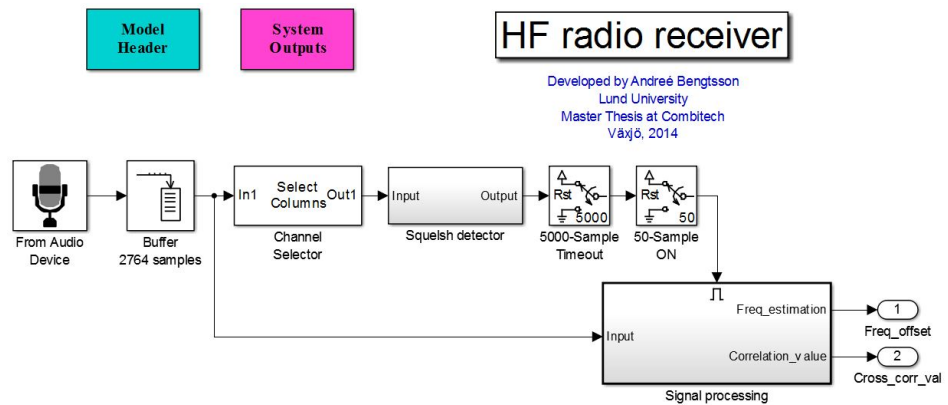 Model
Header
System
Outputs
HF radio receiver
Developed by Andreé Bengtsson
Lund University
Master Thesis at Combitech
Växjö, 2014
From Audio
Device
Buffer
2764 samples
In1
Select
Columns
Out1
Channel
Selector
Input
Output
Squelsh detector
Rst
5000
5000-Sample
Timeout
Rst
50
50-Sample
ON
Input
Freq_estimation
Correlation_value
Signal processing
1
Freq_offset
2
Cross_corr_val